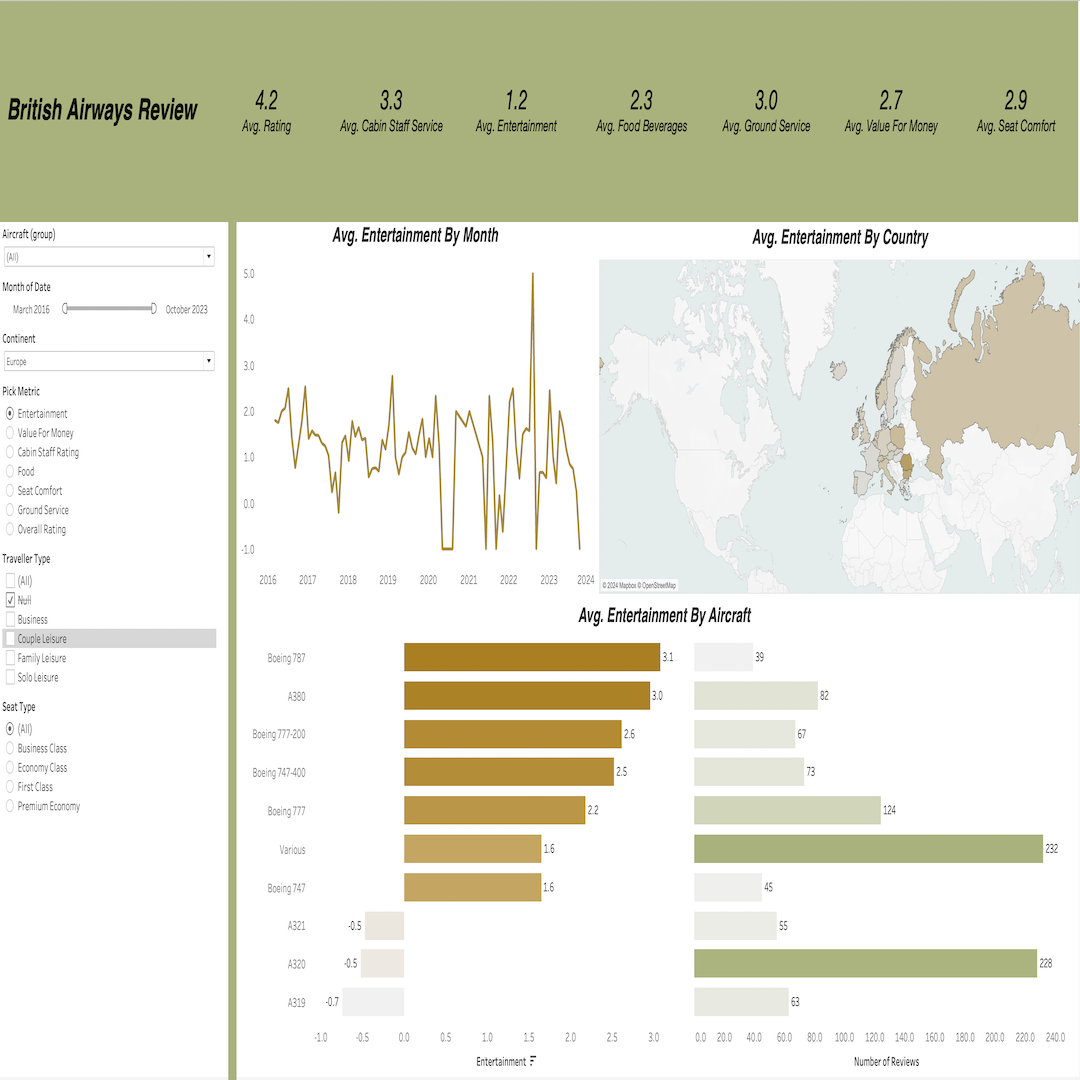 British Airways Review
4.2
Avg. Rating
3.3
Avg. Cabin Staff Service
1.2
Avg. Entertainment
2.3
Avg. Food Beverages
3.0
Avg. Ground Service
2.7
Avg. Value For Money
2.9
Avg. Seat Comfort
Aircraft (group)
(All)
Month of Date
March 2016
October 2023
Continent
Europe
Pick Metric
Entertainment
Value For Money
Cabin Staff Rating
Food
Seat Comfort
Ground Service
Overall Rating
Traveller Type
(All)
Null
Business
Couple Leisure
Family Leisure
Solo Leisure
Seat Type
(All)
Business Class
Economy Class
First Class
Premium Economy
Avg. Entertainment By Month
5.0
4.0
3.0
2.0
1.0
0.0
-1.0
2016 2017 2018 2019 2020 2021 2022 2023 2024
Avg. Entertainment By Country
© 2024 Mapbox © OpenStreetMap
Avg. Entertainment By Aircraft
Boeing 787 3.1 39
A380 3.0 82
Boeing 777-200 2.6 67
Boeing 747-400 2.5 73
Boeing 777 2.2 124
Various 1.6 232
Boeing 747 1.6 45
A321 -0.5 55
A320 -0.5 228
A319 -0.7 63
-1.0 -0.5 0.0 0.5 1.0 1.5 2.0 2.5 3.0
0.0 20.0 40.0 60.0 80.0 100.0 120.0 140.0 160.0 180.0 200.0 220.0 240.0
Entertainment
Number of Reviews